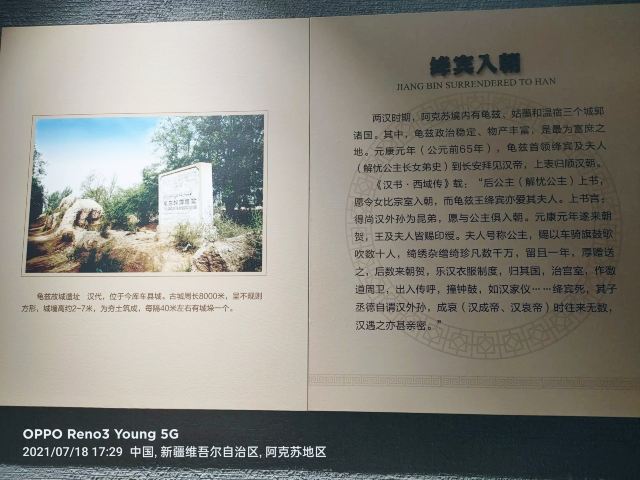 龟兹故城遗址　汉代，位于今库车县城。古城周长8000米，呈不规则
方形，城墙高约2-7米，为夯土筑成，每隔40米左右有城垛一个。
绛宾入朝
JIANG BIN SURRENDERED TO HAN
两汉时期，阿克苏境内有龟兹、姑墨和温宿三个城郭
诸国。其中，龟兹政治稳定、物产丰富，是最为富庶之
地。元康元年（公元前65年），龟兹首领绛宾及夫人
（解忧公主长女弟史）到长安拜见汉帝，上表归顺汉朝。
《汉书·西域传》载：“后公主（解忧公主）上书，
愿令女比宗室入朝，而龟兹王绛宾亦爱其夫人。上书言：
得尚汉外孙为昆弟，愿与公主俱入朝。元康元年遂来朝
贺，王及夫人皆赐印绶。夫人号称公主，赐以车骑旗鼓歌
吹数十人，绮绣杂缯绮珍凡数千万，留且一年，厚赠送
之，后数来朝贺，乐汉衣服制度，归其国，治宫室，作徼
道周卫，出入传呼，撞钟鼓，如汉家仪……绛宾死，其子
丞德自谓汉外孙，成哀（汉成帝、汉哀帝）时往来无数，
汉遇之亦甚亲密。”
OPPO Reno3 Young 5G
2021/07/18 17:29 中国, 新疆维吾尔自治区, 阿克苏地区